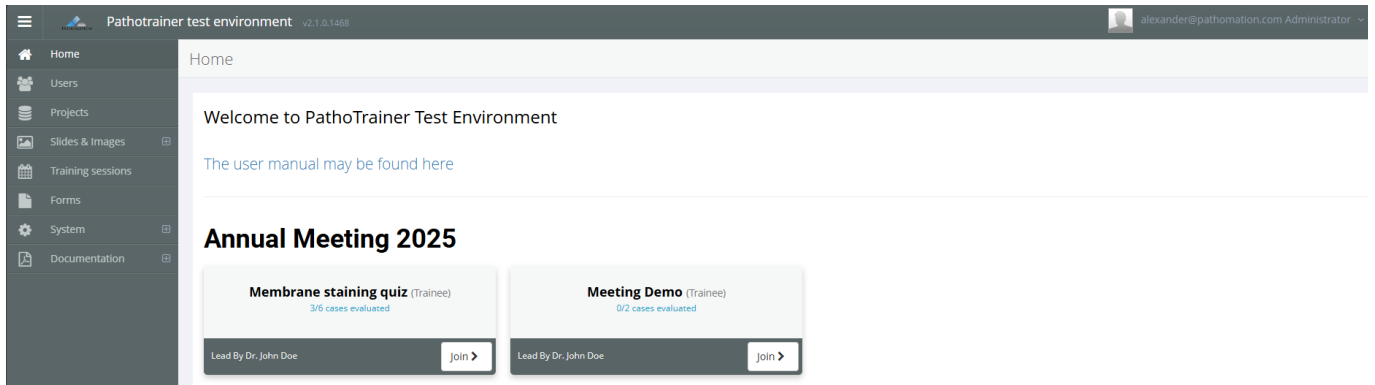 Pathotrainer test environment v2.1.0.1468
alexander@pathomation.com Administrator
Home
Users
Projects
Slides & Images
Training sessions
Forms
System
Documentation
Home
Welcome to PathoTrainer Test Environment
The user manual may be found here
Annual Meeting 2025
Membrane staining quiz (Trainee)
3/6 cases evaluated
Lead By Dr. John Doe
Join
Meeting Demo (Trainee)
0/2 cases evaluated
Lead By Dr. John Doe
Join